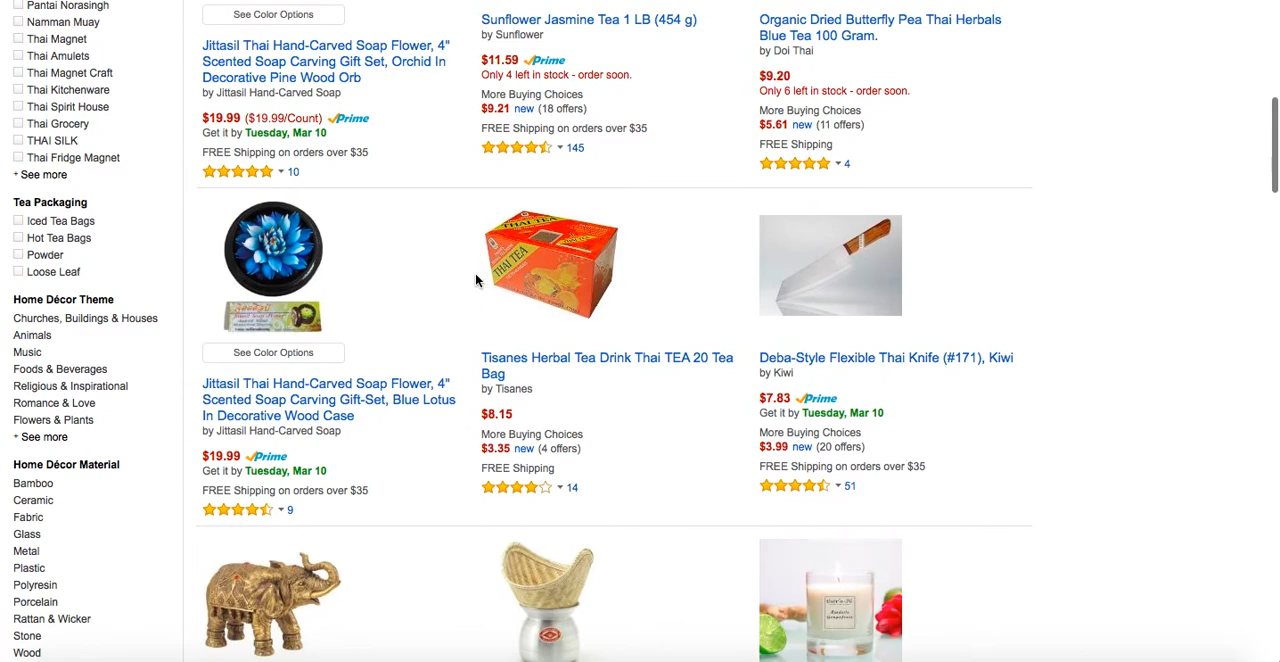 Pantai Norasingh
Namman Muay
Thai Magnet
Thai Amulets
Thai Magnet Craft
Thai Kitchenware
Thai Spirit House
Thai Grocery
THAI SILK
Thai Fridge Magnet
+ See more
Tea Packaging
Iced Tea Bags
Hot Tea Bags
Powder
Loose Leaf
Home Décor Theme
Churches, Buildings & Houses
Animals
Music
Foods & Beverages
Religious & Inspirational
Romance & Love
Flowers & Plants
+ See more
Home Décor Material
Bamboo
Ceramic
Fabric
Glass
Metal
Plastic
Polyresin
Porcelain
Rattan & Wicker
Stone
Wood
See Color Options
Jittasil Thai Hand-Carved Soap Flower, 4"
Scented Soap Carving Gift Set, Orchid In
Decorative Pine Wood Orb
by Jittasil Hand-Carved Soap
$19.99 ($19.99/Count) Prime
Get it by Tuesday, Mar 10
FREE Shipping on orders over $35
10
Sunflower Jasmine Tea 1 LB (454 g)
by Sunflower
$11.59 Prime
Only 4 left in stock - order soon.
More Buying Choices
$9.21 new (18 offers)
FREE Shipping on orders over $35
145
Organic Dried Butterfly Pea Thai Herbals
Blue Tea 100 Gram.
by Doi Thai
$9.20
Only 6 left in stock - order soon.
More Buying Choices
$5.61 new (11 offers)
FREE Shipping
4
See Color Options
Jittasil Thai Hand-Carved Soap Flower, 4"
Scented Soap Carving Gift-Set, Blue Lotus
In Decorative Wood Case
by Jittasil Hand-Carved Soap
$19.99 Prime
Get it by Tuesday, Mar 10
FREE Shipping on orders over $35
9
THAI TEA
THAI TEA
Tisanes Herbal Tea Drink Thai TEA 20 Tea
Bag
by Tisanes
$8.15
More Buying Choices
$3.35 new (4 offers)
FREE Shipping
14
Deba-Style Flexible Thai Knife (#171), Kiwi
by Kiwi
$7.83 Prime
Get it by Tuesday, Mar 10
More Buying Choices
$3.99 new (20 offers)
FREE Shipping on orders over $35
51